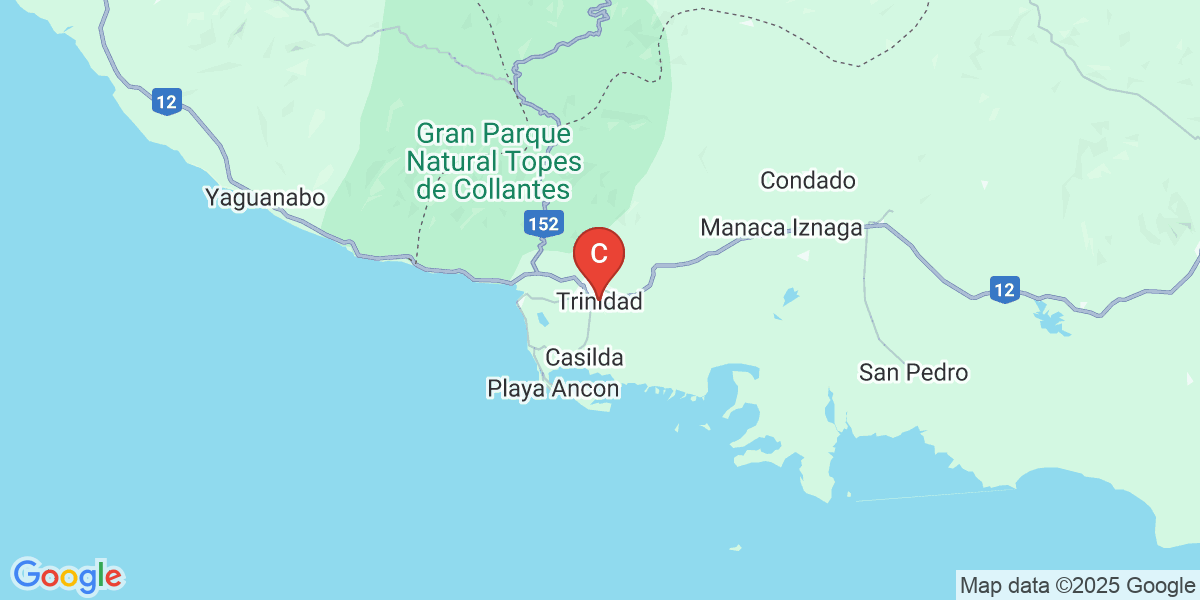 12
Gran Parque
Natural Topes
de Collantes
Condado
Yaguanabo
152
Manaca Iznaga
C
12
Trinidad
Casilda
San Pedro
Playa Ancon
Google
Map data ©2025 Google